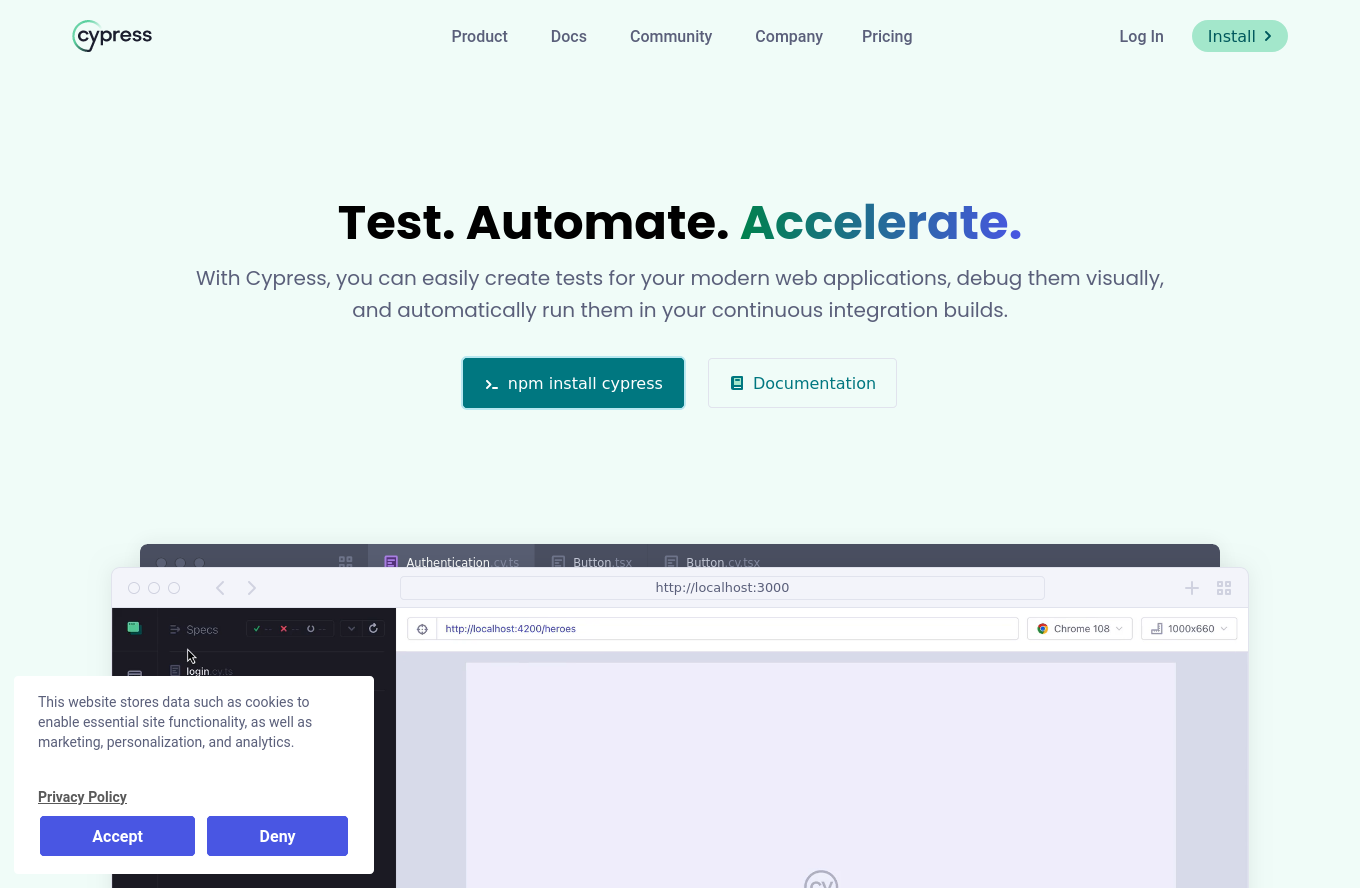 cypress
Product
Docs
Community
Company
Pricing
Log In
Install
Test. Automate. Accelerate.
With Cypress, you can easily create tests for your modern web applications, debug them visually,
and automatically run them in your continuous integration builds.
npm install cypress
Documentation
Authentication.cy.ts
Button.tsx
Button.cy.tsx
http://localhost:3000
Specs
--
--
--
http://localhost:4200/heroes
Chrome 108
1000x660
login.cy.ts
This website stores data such as cookies to
enable essential site functionality, as well as
marketing, personalization, and analytics.
Privacy Policy
Accept
Deny
cy